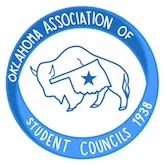 OKLAHOMA ASSOCIATION OF
STUDENT COUNCILS 1938